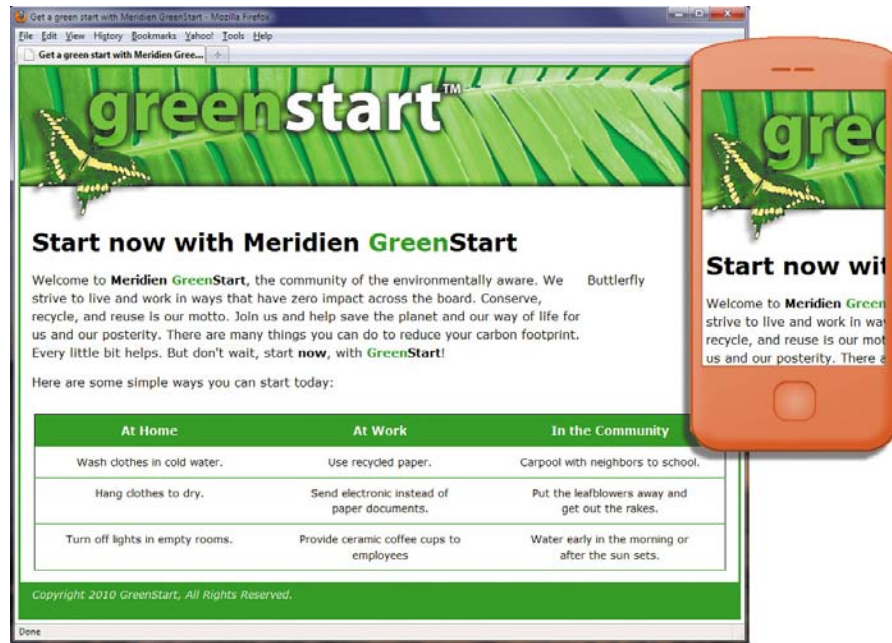 Get a green start with Meridien GreenStart - Mozilla Firefox
File Edit View History Bookmarks Yahoo! Tools Help
Get a green start with Meridien Gree...
greenstart™
Start now with Meridien GreenStart
Welcome to Meridien GreenStart, the community of the environmentally aware. We
strive to live and work in ways that have zero impact across the board. Conserve,
recycle, and reuse is our motto. Join us and help save the planet and our way of life for
us and our posterity. There are many things you can do to reduce your carbon footprint.
Every little bit helps. But don't wait, start now, with GreenStart!
Buttlerfly
Here are some simple ways you can start today:
At Home At Work In the Community
Wash clothes in cold water. Use recycled paper. Carpool with neighbors to school.
Hang clothes to dry. Send electronic instead of Put the leafblowers away and
paper documents. get out the rakes.
Turn off lights in empty rooms. Provide ceramic coffee cups to Water early in the morning or
employees after the sun sets.
Copyright 2010 GreenStart, All Rights Reserved.
Done
gre
Start now wit
Welcome to Meridien Green
strive to live and work in way
recycle, and reuse is our mot
us and our posterity. There a